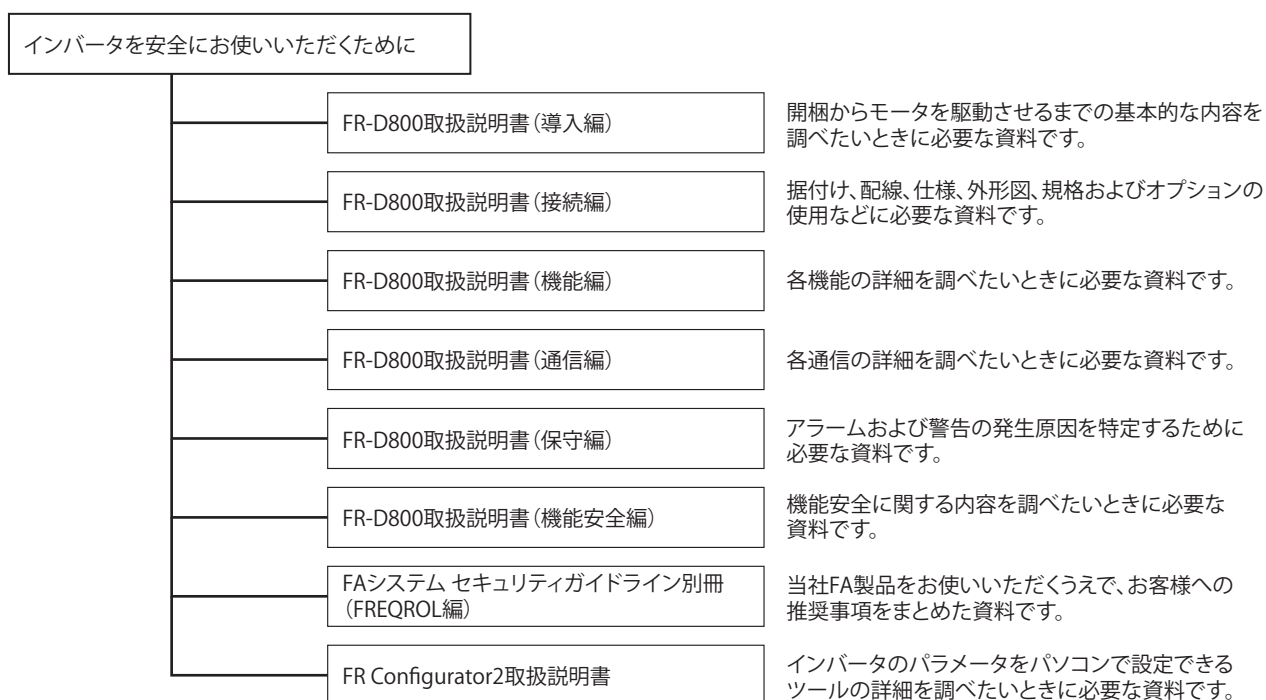 インバータを安全にお使いいただくために
FR-D800取扱説明書（導入編）
開梱からモータを駆動させるまでの基本的な内容を
調べたいときに必要な資料です。
FR-D800取扱説明書（接続編）
据付け、配線、仕様、外形図、規格およびオプションの
使用などに必要な資料です。
FR-D800取扱説明書（機能編）
各機能の詳細を調べたいときに必要な資料です。
FR-D800取扱説明書（通信編）
各通信の詳細を調べたいときに必要な資料です。
FR-D800取扱説明書（保守編）
アラームおよび警告の発生原因を特定するために
必要な資料です。
FR-D800取扱説明書（機能安全編）
機能安全に関する内容を調べたいときに必要な
資料です。
FAシステム セキュリティガイドライン別冊
（FREQROL編）
当社FA製品をお使いいただくうえで、お客様への
推奨事項をまとめた資料です。
FR Configurator2取扱説明書
インバータのパラメータをパソコンで設定できる
ツールの詳細を調べたいときに必要な資料です。